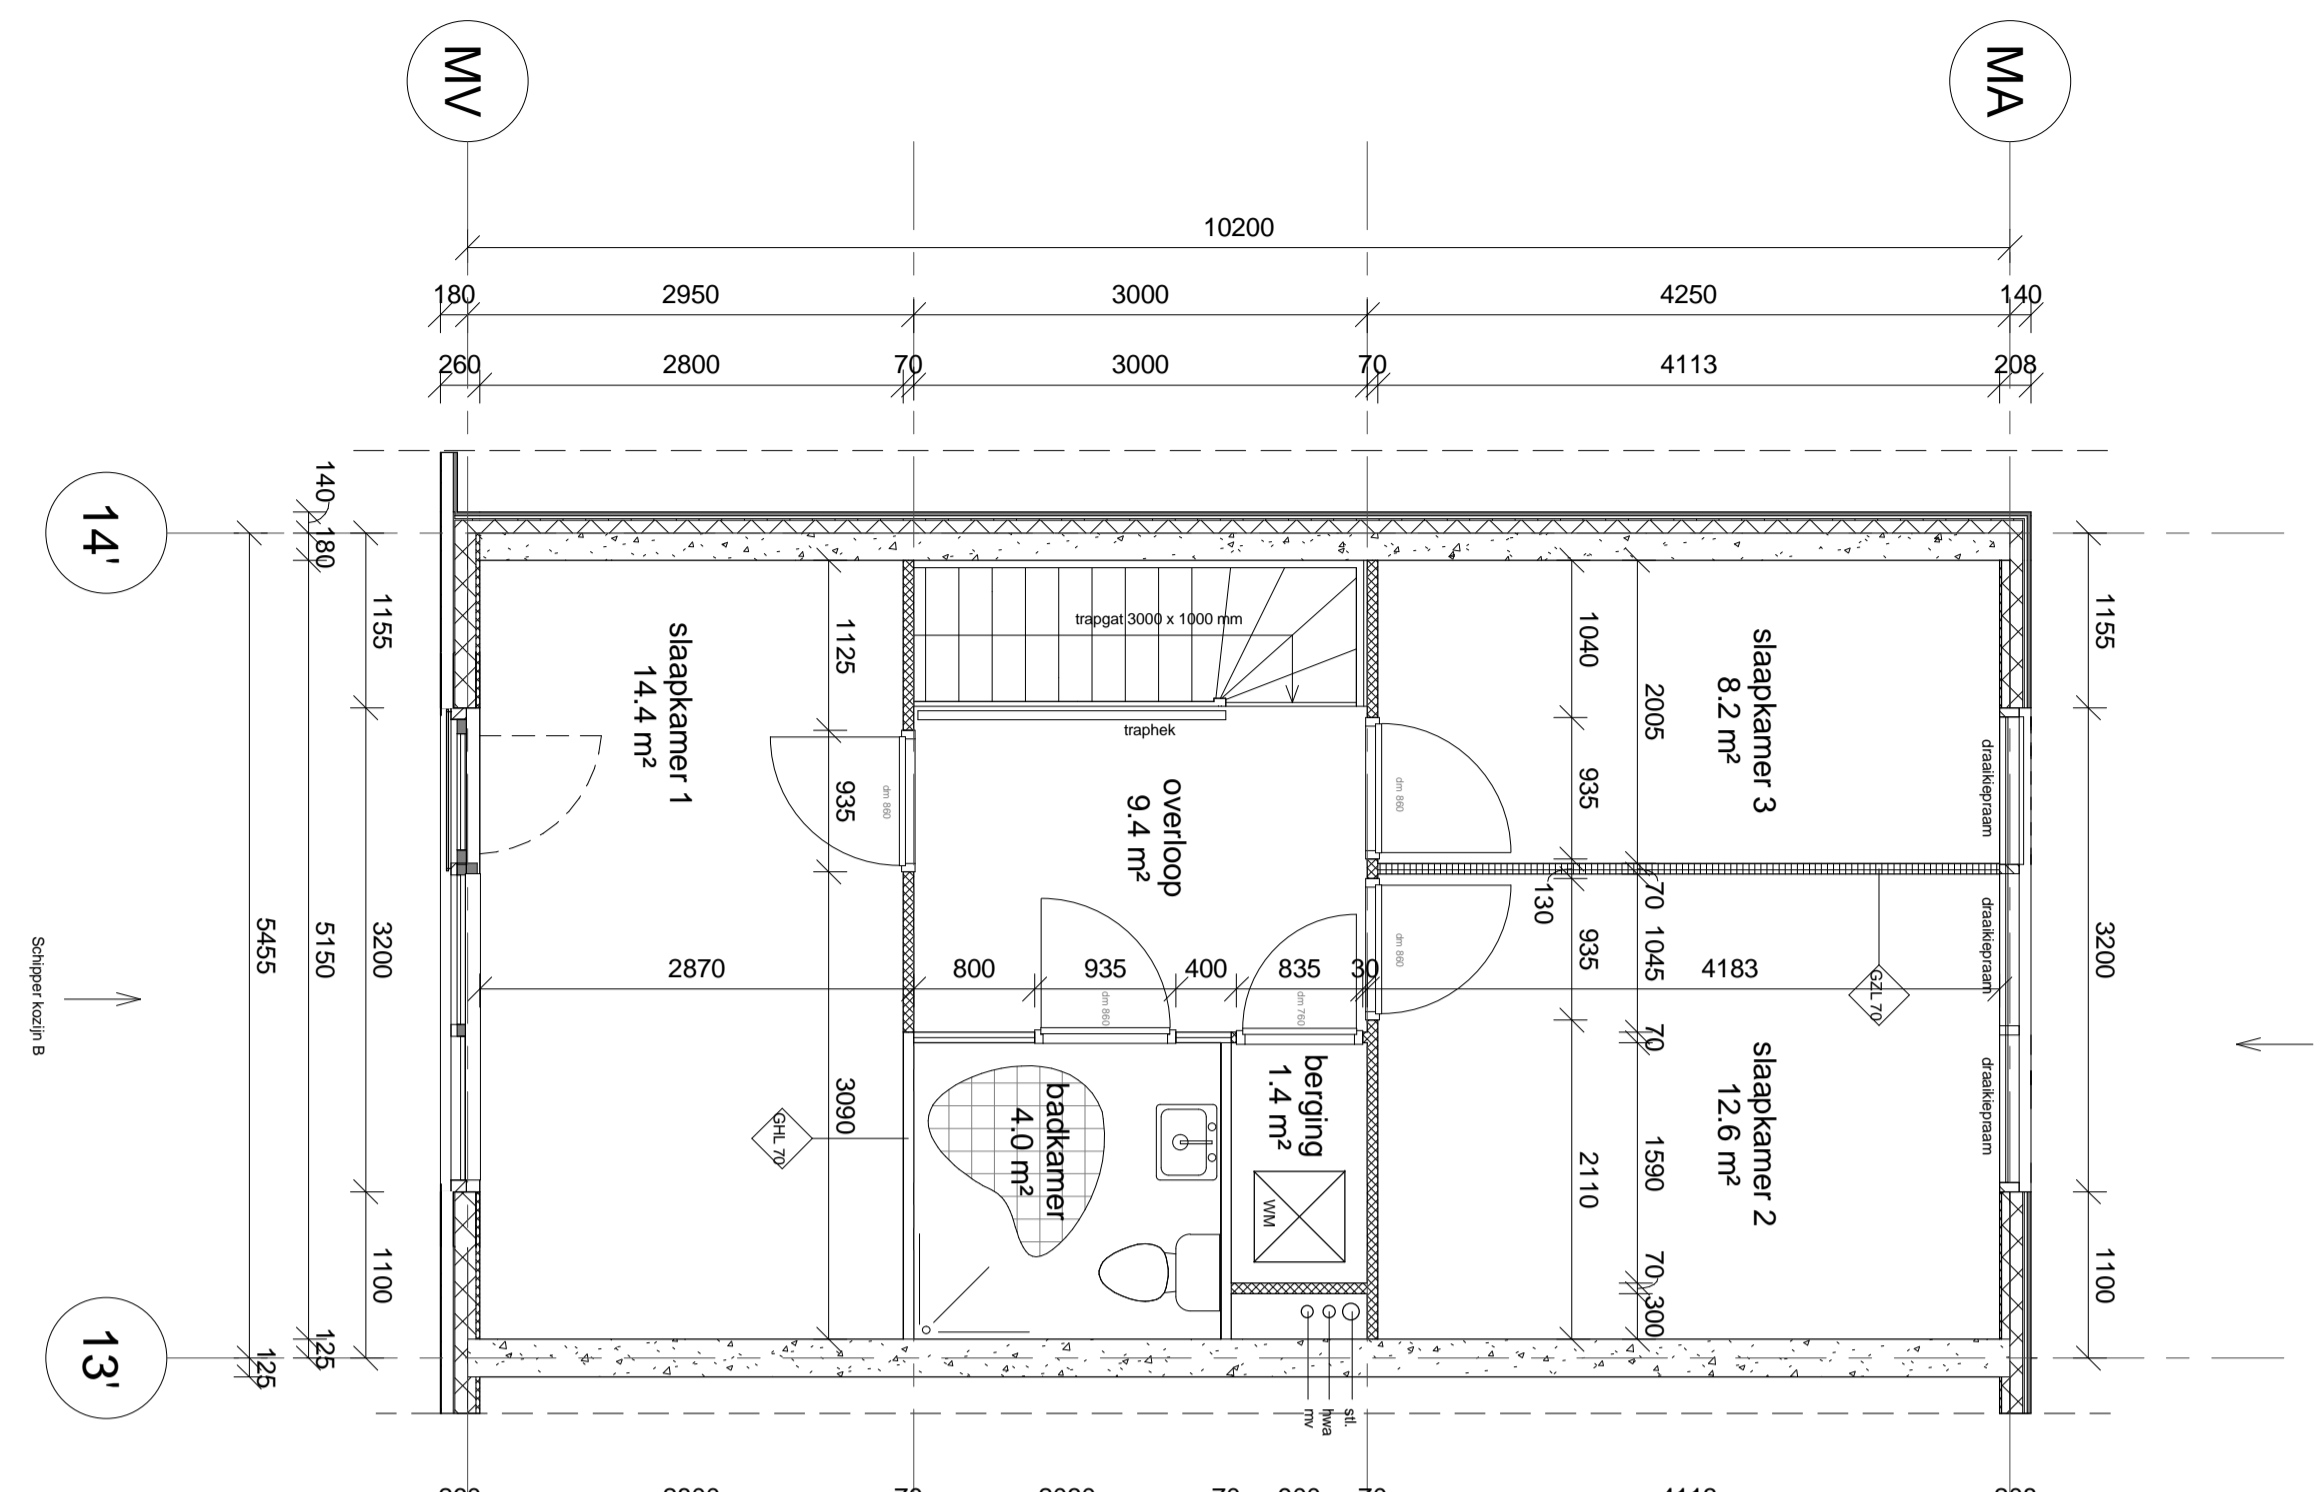 MV
MA
10200
180
2950
3000
4250
140
260
2800
70
3000
70
4113
208
14'
13'
140
180
5150
125
5455
125
1155
3200
1100
1155
3200
1100
Schipper kozijn B
slaapkamer 1
14.4 m²
1125
935
3090
dm 860
trapgat 3000 x 1000 mm
traphek
overloop
9.4 m²
slaapkamer 3
8.2 m²
1040
935
130
935
2110
2005
70
1045
70
1590
70
300
dm 860
dm 860
draaikiepraam
draaikiepraam
draaikiepraam
2870
800
935
400
835
30
4183
dm 860
dm 760
GZL 70
GHL 70
badkamer
4.0 m²
berging
1.4 m²
WM
slaapkamer 2
12.6 m²
mv
hwa
stl.